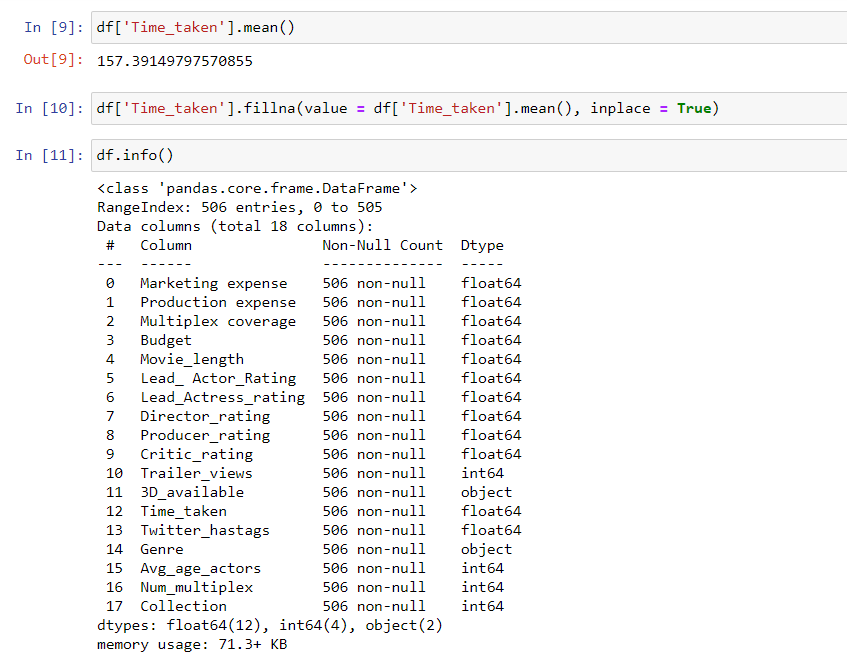 In [9]: df['Time_taken'].mean()
Out[9]: 157.39149797570855
In [10]: df['Time_taken'].fillna(value = df['Time_taken'].mean(), inplace = True)
In [11]: df.info()
<class 'pandas.core.frame.DataFrame'>
RangeIndex: 506 entries, 0 to 505
Data columns (total 18 columns):
 #   Column               Non-Null Count  Dtype
---  ------               --------------  -----
 0   Marketing expense    506 non-null    float64
 1   Production expense   506 non-null    float64
 2   Multiplex coverage   506 non-null    float64
 3   Budget               506 non-null    float64
 4   Movie_length         506 non-null    float64
 5   Lead_ Actor_Rating   506 non-null    float64
 6   Lead_Actress_rating  506 non-null    float64
 7   Director_rating      506 non-null    float64
 8   Producer_rating      506 non-null    float64
 9   Critic_rating        506 non-null    float64
 10  Trailer_views        506 non-null    int64
 11  3D_available         506 non-null    object
 12  Time_taken           506 non-null    float64
 13  Twitter_hastags      506 non-null    float64
 14  Genre                506 non-null    object
 15  Avg_age_actors       506 non-null    int64
 16  Num_multiplex        506 non-null    int64
 17  Collection           506 non-null    int64
dtypes: float64(12), int64(4), object(2)
memory usage: 71.3+ KB